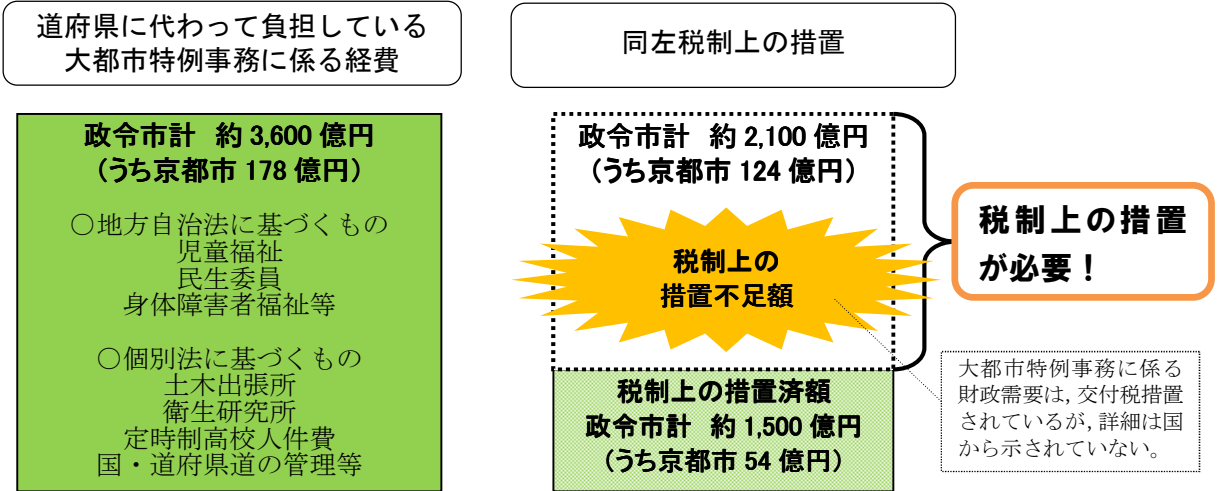 道府県に代わって負担している
大都市特例事務に係る経費
同左税制上の措置
政令市計 約 3,600 億円
（うち京都市 178 億円）
○地方自治法に基づくもの
児童福祉
民生委員
身体障害者福祉等
○個別法に基づくもの
土木出張所
衛生研究所
定時制高校人件費
国・道府県道の管理等
政令市計 約 2,100 億円
（うち京都市 124 億円）
税制上の
措置不足額
税制上の措置済額
政令市計 約 1,500 億円
（うち京都市 54 億円）
税制上の措置
が必要！
大都市特例事務に係る
財政需要は，交付税措置
されているが，詳細は国
から示されていない。